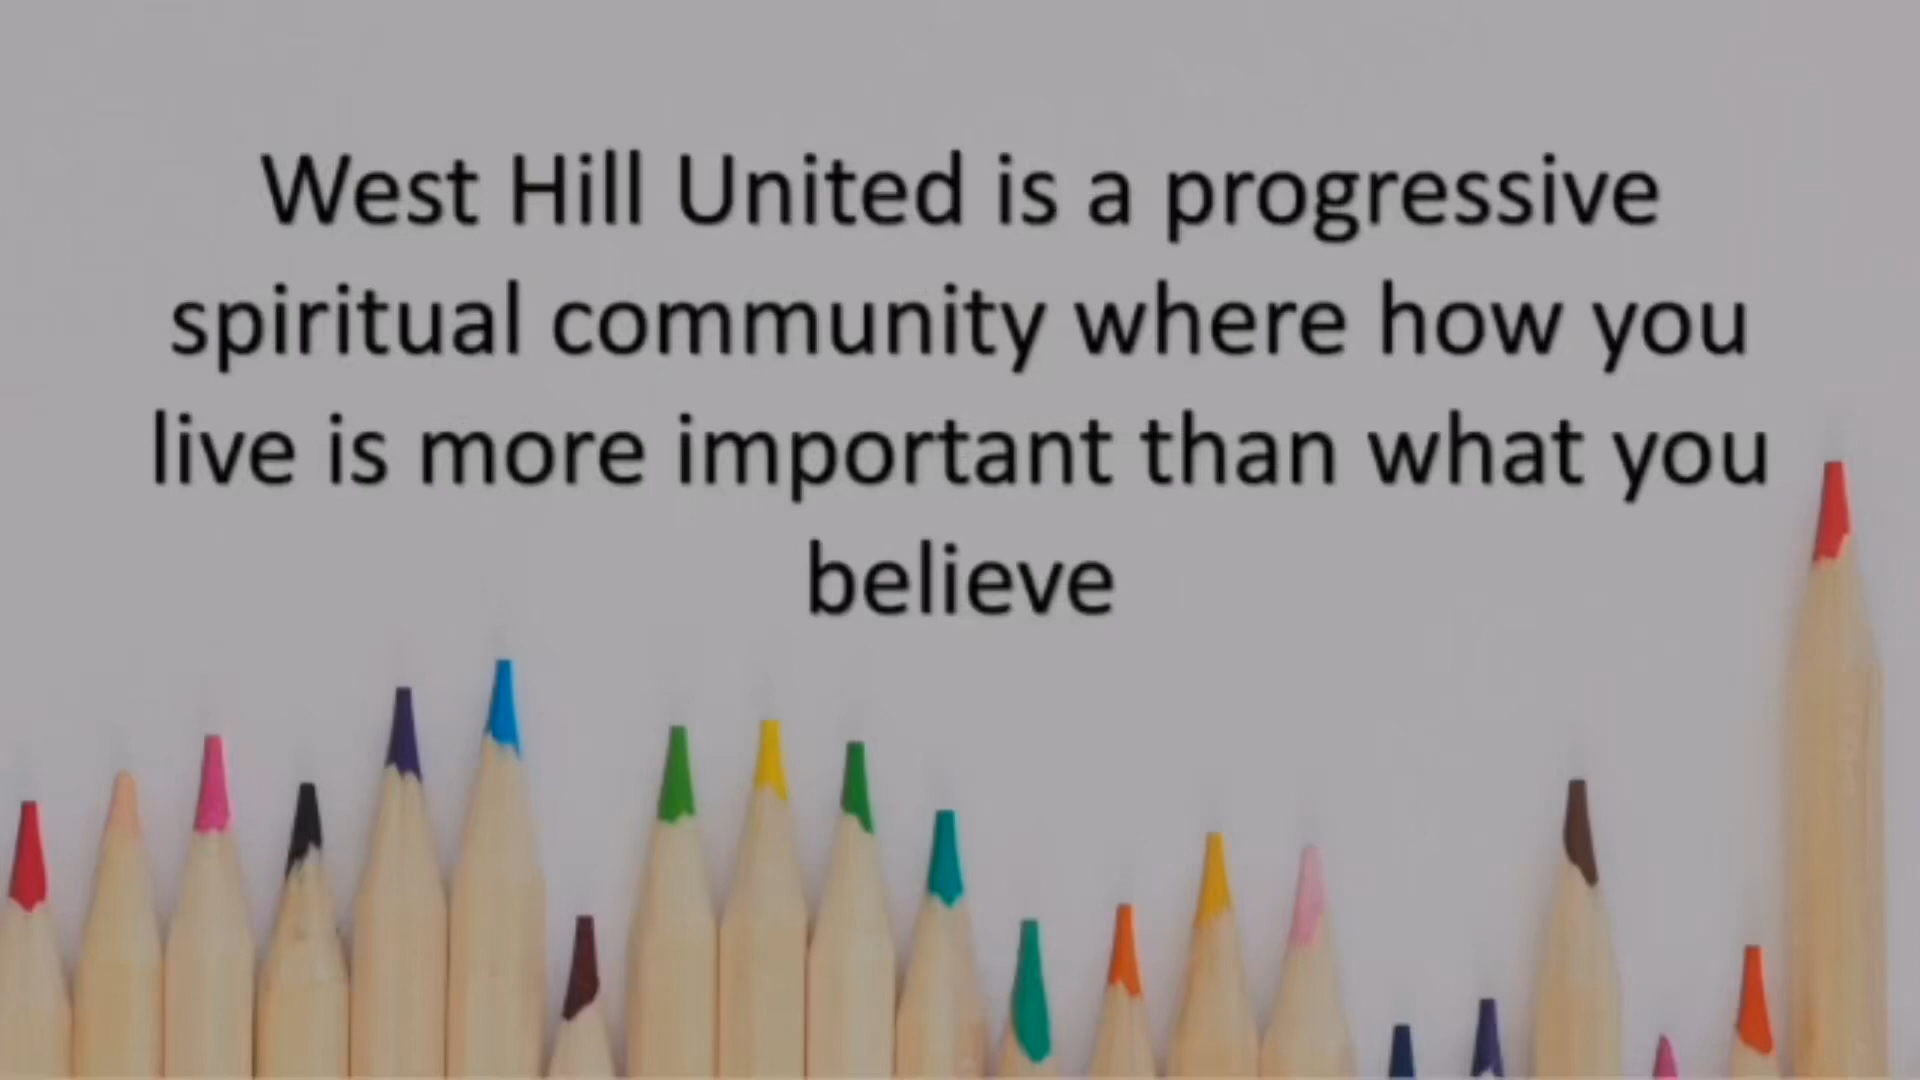 West Hill United is a progressive
spiritual community where how you
live is more important than what you
believe